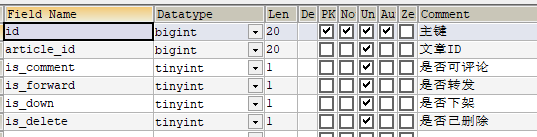 Field Name Datatype Len De PK No Un Au Ze Comment
id bigint 20 主键
article_id bigint 20 文章ID
is_comment tinyint 1 是否可评论
is_forward tinyint 1 是否转发
is_down tinyint 1 是否下架
is_delete tinyint 1 是否已删除